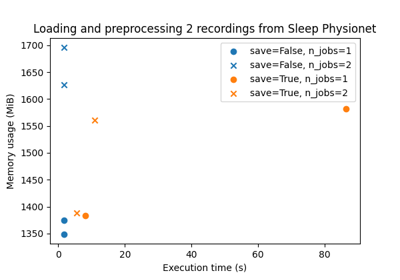 Loading and preprocessing 2 recordings from Sleep Physionet
1700
1650
1600
1550
1500
1450
1400
1350
Memory usage (MiB)
save=False, n_jobs=1
save=False, n_jobs=2
save=True, n_jobs=1
save=True, n_jobs=2
0 20 40 60 80
Execution time (s)